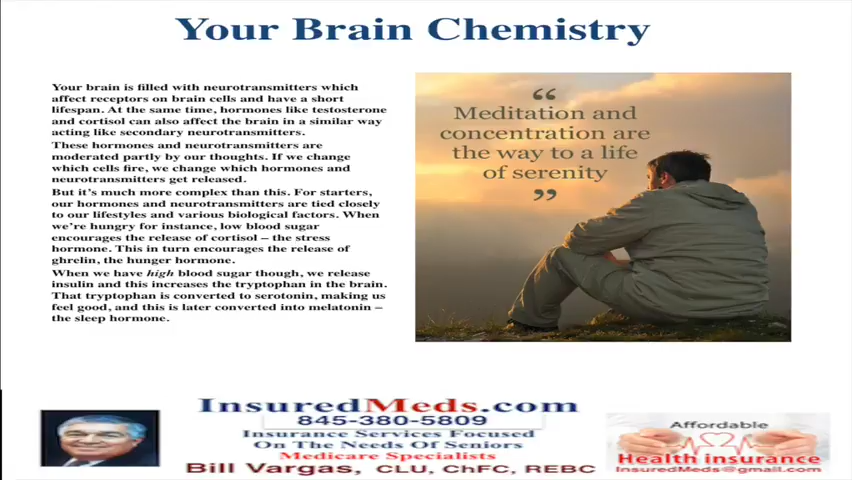 Your Brain Chemistry
Your brain is filled with neurotransmitters which
affect receptors on brain cells and have a short
lifespan. At the same time, hormones like testosterone
and cortisol can also affect the brain in a similar way
acting like secondary neurotransmitters.
These hormones and neurotransmitters are
moderated partly by our thoughts. If we change
which cells fire, we change which hormones and
neurotransmitters get released.
But it's much more complex than this. For starters,
our hormones and neurotransmitters are tied closely
to our lifestyles and various biological factors. When
we're hungry for instance, low blood sugar
encourages the release of cortisol – the stress
hormone. This in turn encourages the release of
ghrelin, the hunger hormone.
When we have high blood sugar though, we release
insulin and this increases the tryptophan in the brain.
That tryptophan is converted to serotonin, making us
feel good, and this is later converted into melatonin –
the sleep hormone.
“
Meditation and
concentration are
the way to a life
of serenity
”
InsuredMeds.com
845-380-5809
Insurance Services Focused
On The Needs Of Seniors
Medicare Specialists
Bill Vargas, CLU, ChFC, REBC
Affordable
Health insurance
InsuredMeds@gmail.com